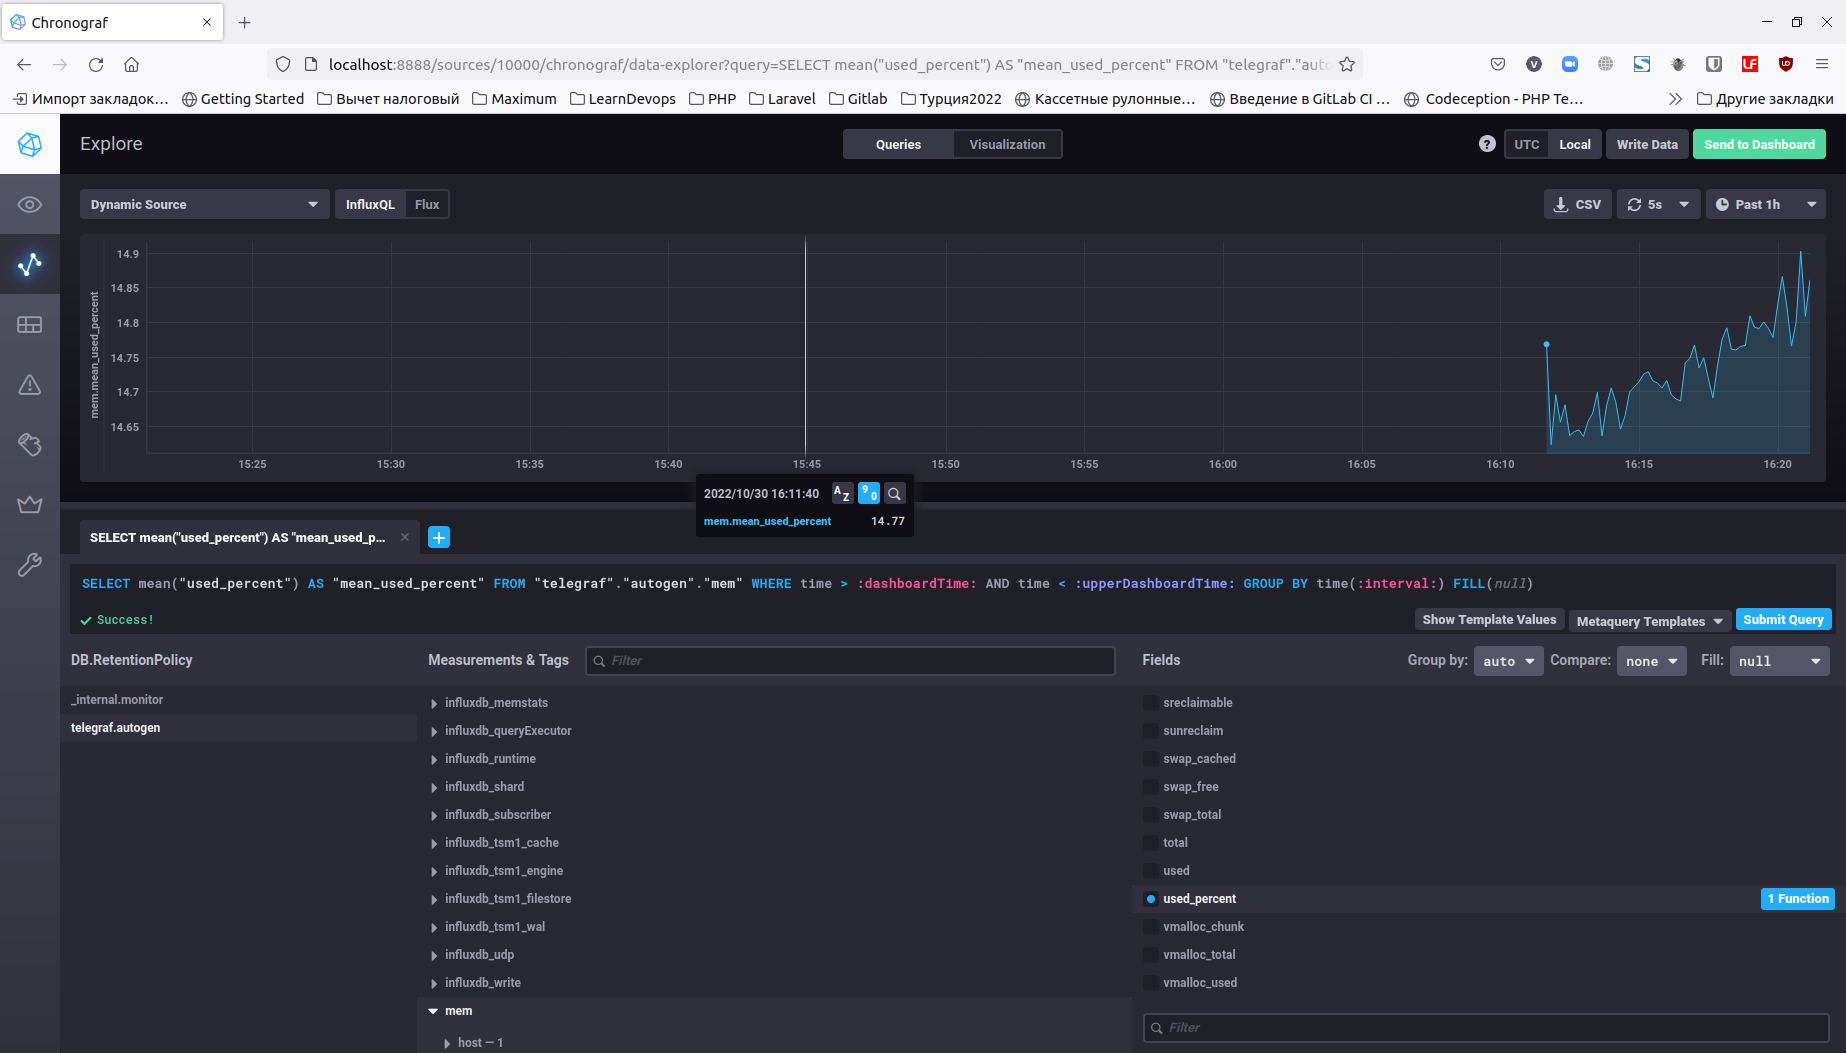 Chronograf
localhost:8888/sources/10000/chronograf/data-explorer?query=SELECT mean("used_percent") AS "mean_used_percent" FROM "telegraf"."auto
Импорт закладок… Getting Started Вычет налоговый Maximum LearnDevops PHP Laravel Gitlab Турция2022 Кассетные рулонные… Введение в GitLab CI … Codeception - PHP Te… Другие закладки
Explore Queries Visualization ? UTC Local Write Data Send to Dashboard
Dynamic Source InfluxQL Flux CSV 5s Past 1h
mem.mean_used_percent
14.9
14.85
14.8
14.75
14.7
14.65
15:25 15:30 15:35 15:40 15:45 15:50 15:55 16:00 16:05 16:10 16:15 16:20
2022/10/30 16:11:40 AZ 90
mem.mean_used_percent 14.77
SELECT mean("used_percent") AS "mean_used_p...
SELECT mean("used_percent") AS "mean_used_percent" FROM "telegraf"."autogen"."mem" WHERE time > :dashboardTime: AND time < :upperDashboardTime: GROUP BY time(:interval:) FILL(null)
Success! Show Template Values Metaquery Templates Submit Query
DB.RetentionPolicy Measurements & Tags Filter Fields Group by: auto Compare: none Fill: null
_internal.monitor
telegraf.autogen
influxdb_memstats
influxdb_queryExecutor
influxdb_runtime
influxdb_shard
influxdb_subscriber
influxdb_tsm1_cache
influxdb_tsm1_engine
influxdb_tsm1_filestore
influxdb_tsm1_wal
influxdb_udp
influxdb_write
mem
host — 1
sreclaimable
sunreclaim
swap_cached
swap_free
swap_total
total
used
used_percent 1 Function
vmalloc_chunk
vmalloc_total
vmalloc_used
Filter